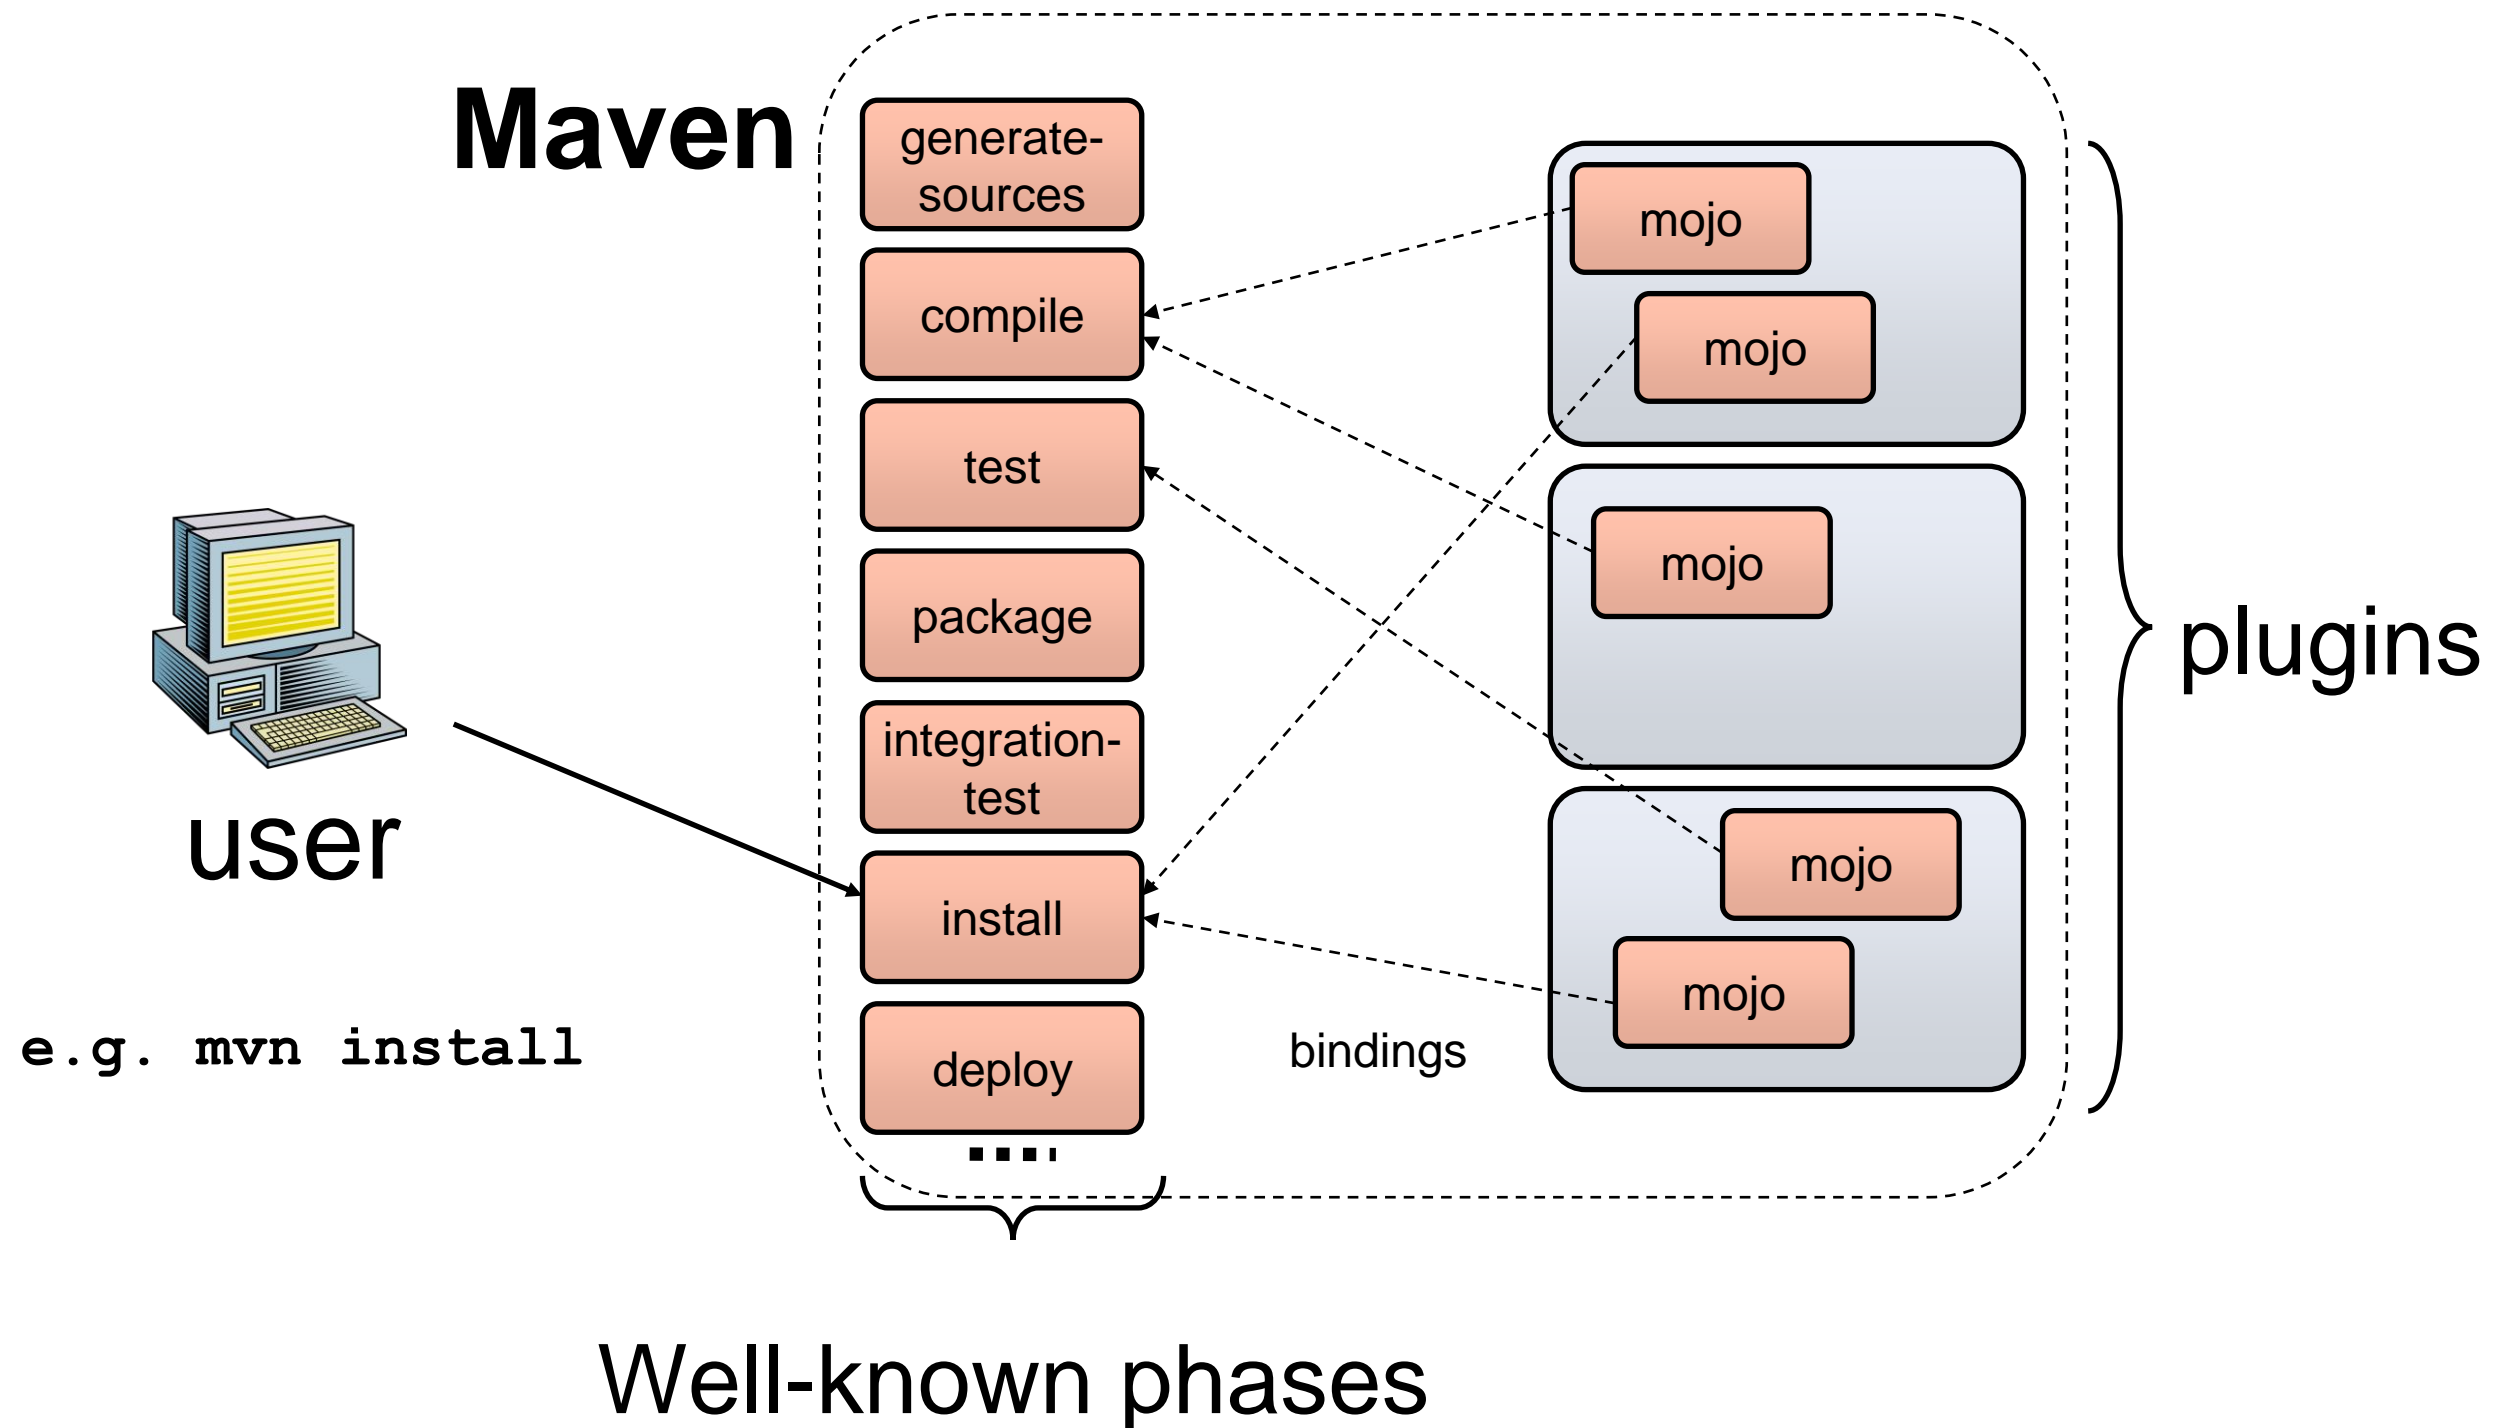 Maven
generate-
sources
compile
test
package
integration-
test
install
deploy
....
mojo
mojo
mojo
mojo
mojo
bindings
plugins
user
e.g. mvn install
Well-known phases